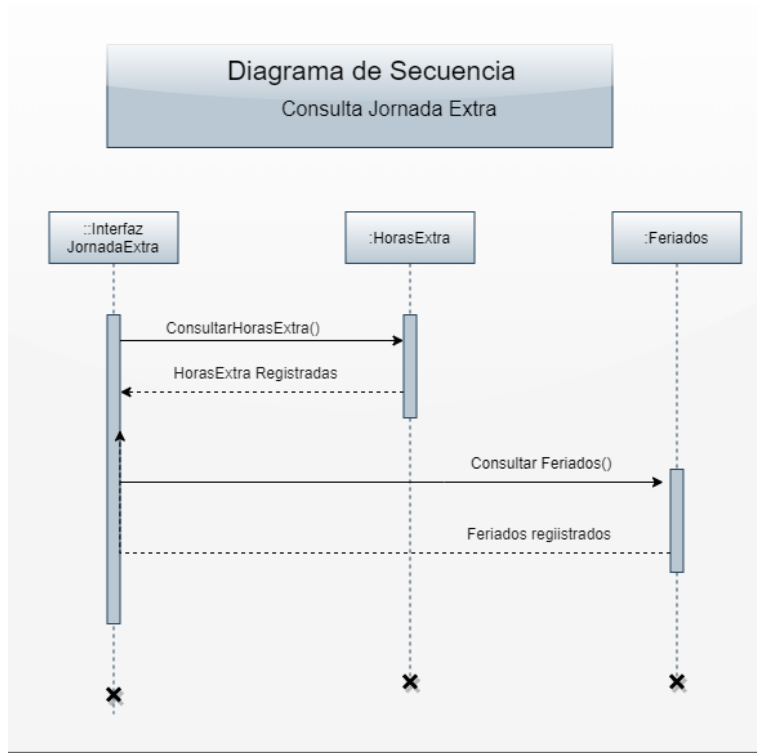 Diagrama de Secuencia
Consulta Jornada Extra
::Interfaz
JornadaExtra
:HorasExtra
:Feriados
ConsultarHorasExtra()
HorasExtra Registradas
Consultar Feriados()
Feriados regiistrados